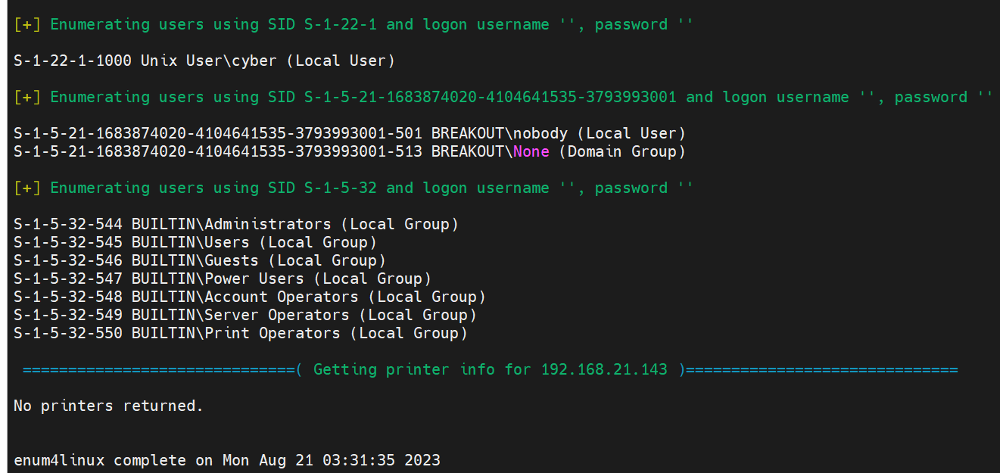 [+] Enumerating users using SID S-1-22-1 and logon username '', password ''
S-1-22-1-1000 Unix User\cyber (Local User)
[+] Enumerating users using SID S-1-5-21-1683874020-4104641535-3793993001 and logon username '', password ''
S-1-5-21-1683874020-4104641535-3793993001-501 BREAKOUT\nobody (Local User)
S-1-5-21-1683874020-4104641535-3793993001-513 BREAKOUT\None (Domain Group)
[+] Enumerating users using SID S-1-5-32 and logon username '', password ''
S-1-5-32-544 BUILTIN\Administrators (Local Group)
S-1-5-32-545 BUILTIN\Users (Local Group)
S-1-5-32-546 BUILTIN\Guests (Local Group)
S-1-5-32-547 BUILTIN\Power Users (Local Group)
S-1-5-32-548 BUILTIN\Account Operators (Local Group)
S-1-5-32-549 BUILTIN\Server Operators (Local Group)
S-1-5-32-550 BUILTIN\Print Operators (Local Group)
==============================( Getting printer info for 192.168.21.143 )==============================
No printers returned.
enum4linux complete on Mon Aug 21 03:31:35 2023